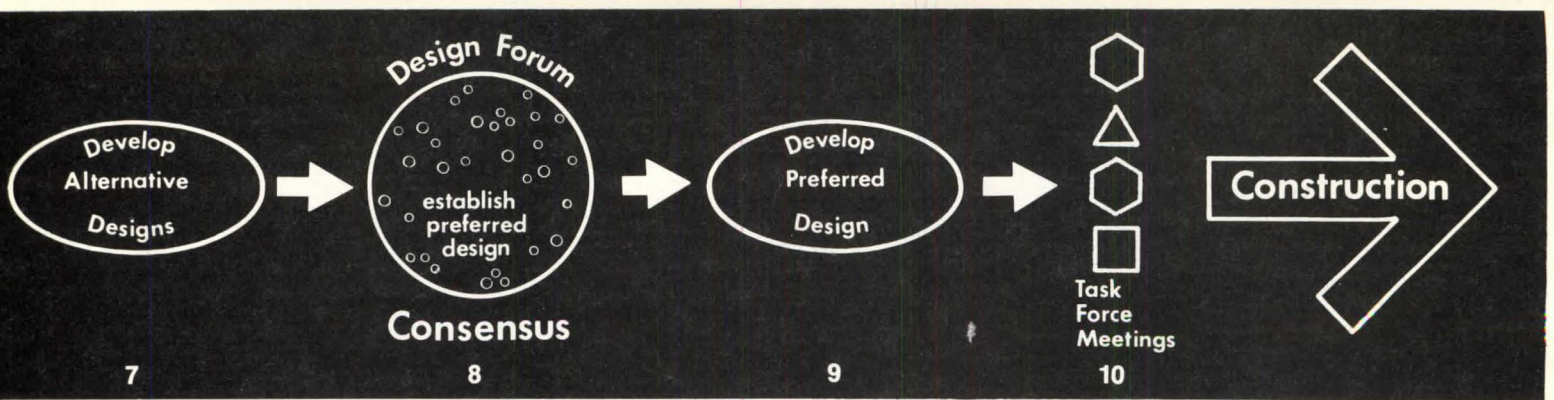 Develop
Alternative
Designs
7
Design Forum
establish
preferred
design
Consensus
8
Develop
Preferred
Design
9
Task
Force
Meetings
10
Construction